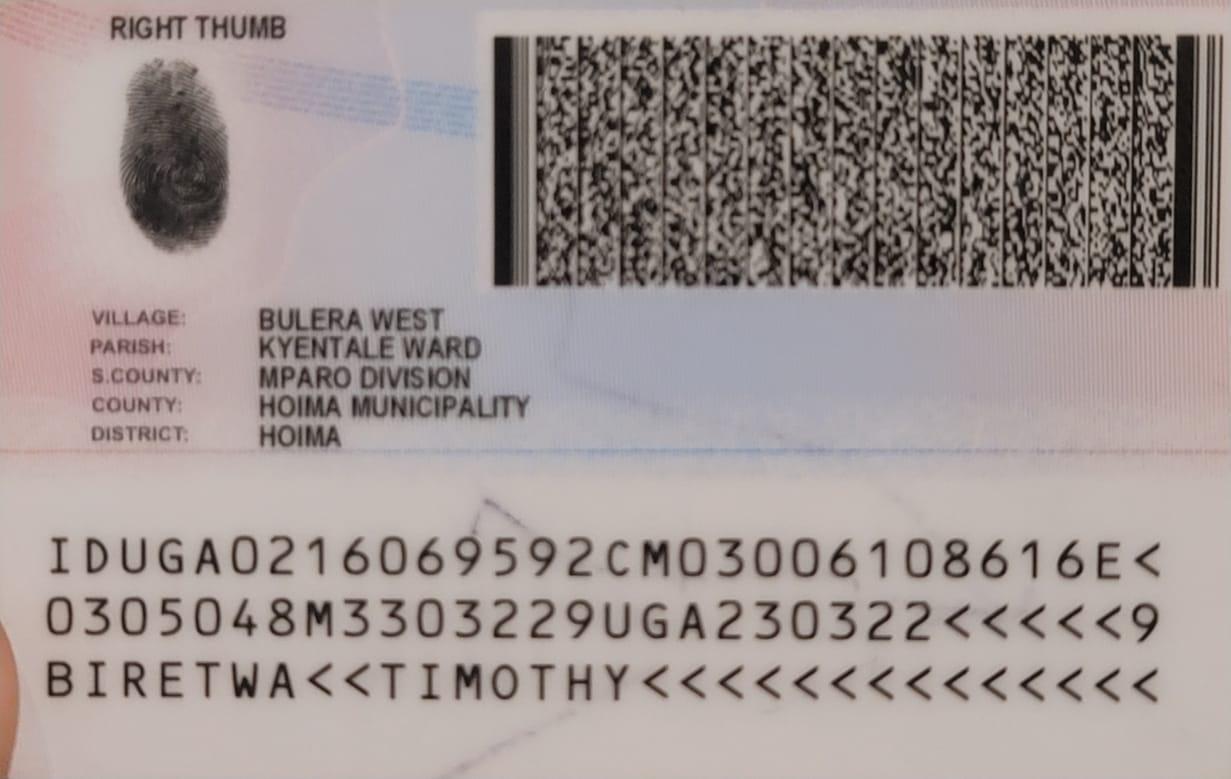 RIGHT THUMB
VILLAGE: BULERA WEST
PARISH: KYENTALE WARD
S.COUNTY: MPARO DIVISION
COUNTY: HOIMA MUNICIPALITY
DISTRICT: HOIMA
IDUGA0216069592CM03006108616E<
0305048M3303229UGA230322<<<<<9
BIRETWA<<TIMOTHY<<<<<<<<<<<<<<